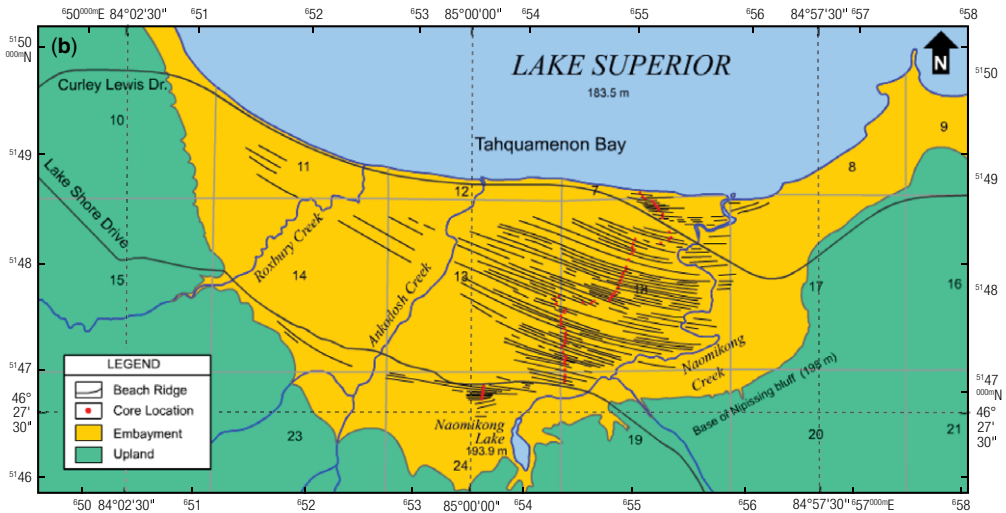 ⁶50⁰⁰⁰ᵐE 84°02'30" ⁶51 ⁶52 ⁶53 85°00'00" ⁶54 ⁶55 ⁶56 84°57'30" ⁶57 ⁶58
(b)
N
⁵¹50
⁰⁰⁰ᵐN
⁵¹50
LAKE SUPERIOR
183.5 m
Curley Lewis Dr.
10
9
Tahquamenon Bay
⁵¹49
11
8
⁵¹49
12
7
Lake Shore Drive
Roxbury Creek
⁵¹48
15
14
13
18
17
16
⁵¹48
Ankodosh Creek
Naomikong
Creek
⁵¹47
⁵¹47
⁰⁰⁰ᵐN
Base of Nipissing bluff (198 m)
LEGEND
Beach Ridge
Core Location
Embayment
Upland
46°
27'
30"
46°
27'
30"
Naomikong
Lake
193.9 m
23
24
19
20
21
⁵¹46
⁶50 84°02'30" ⁶51 ⁶52 ⁶53 85°00'00" ⁶54 ⁶55 ⁶56 84°57'30" ⁶57⁰⁰⁰ᵐE ⁶58